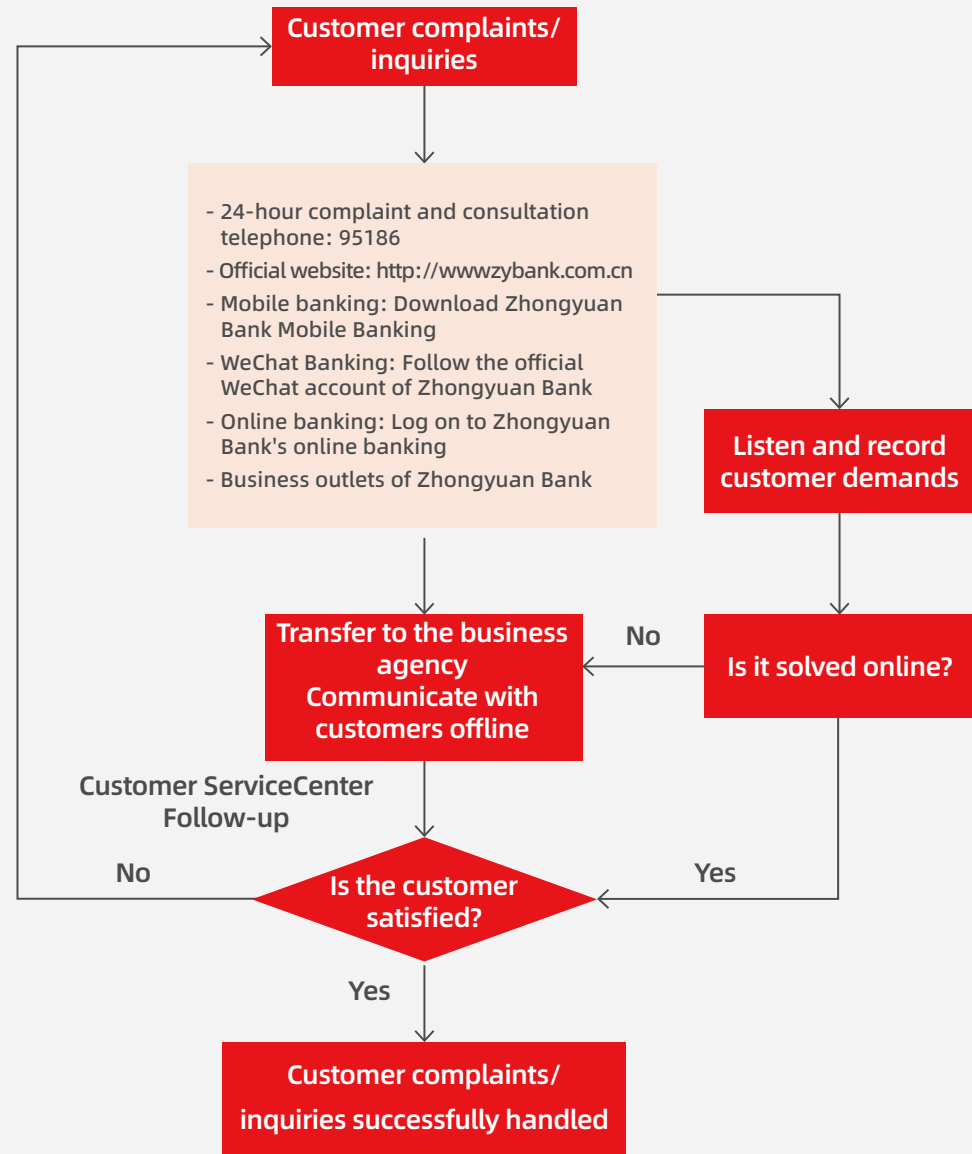 Customer complaints/
inquiries
- 24-hour complaint and consultation
telephone: 95186
- Official website: http://wwwzybank.com.cn
- Mobile banking: Download Zhongyuan
Bank Mobile Banking
- WeChat Banking: Follow the official
WeChat account of Zhongyuan Bank
- Online banking: Log on to Zhongyuan
Bank's online banking
- Business outlets of Zhongyuan Bank
Listen and record
customer demands
Is it solved online?
No
Transfer to the business
agency
Communicate with
customers offline
Customer ServiceCenter
Follow-up
No
Is the customer
satisfied?
Yes
Yes
Customer complaints/
inquiries successfully handled